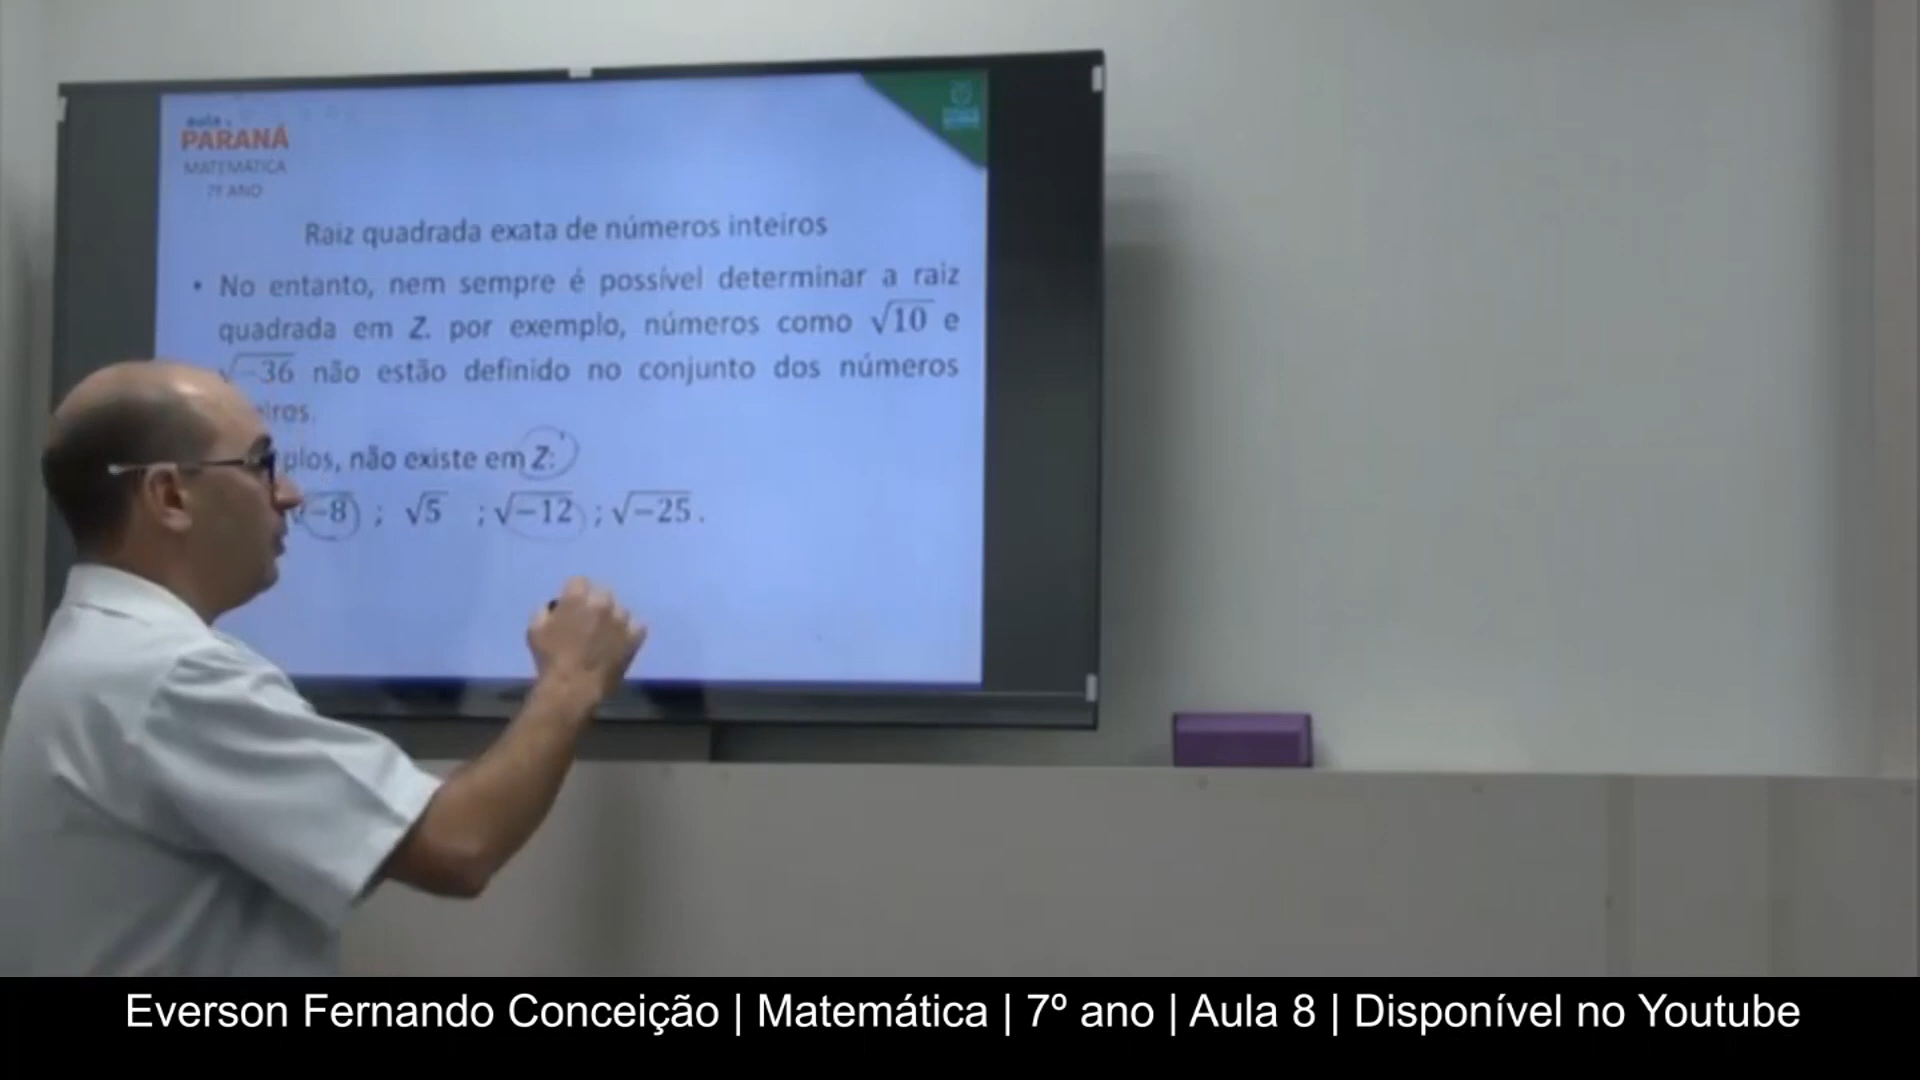 aula
PARANÁ
MATEMÁTICA
7º ANO
Raiz quadrada exata de números inteiros
• No entanto, nem sempre é possível determinar a raiz
quadrada em Z. por exemplo, números como √10 e
√−36 não estão definido no conjunto dos números
eiros.
plos, não existe em Z:
√−8 ; √5 ; √−12 ; √−25 .
Everson Fernando Conceição | Matemática | 7º ano | Aula 8 | Disponível no Youtube